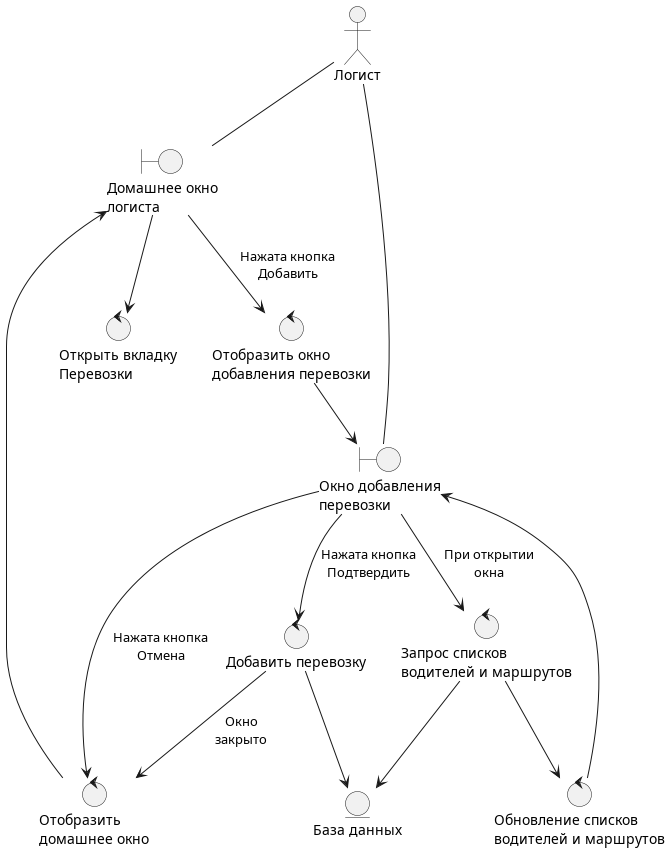 Логист
Домашнее окно
логиста
Нажата кнопка
Добавить
Открыть вкладку
Перевозки
Отобразить окно
добавления перевозки
Окно добавления
перевозки
Нажата кнопка
Подтвердить
При открытии
окна
Нажата кнопка
Отмена
Добавить перевозку
Запрос списков
водителей и маршрутов
Окно
закрыто
Отобразить
домашнее окно
База данных
Обновление списков
водителей и маршрутов